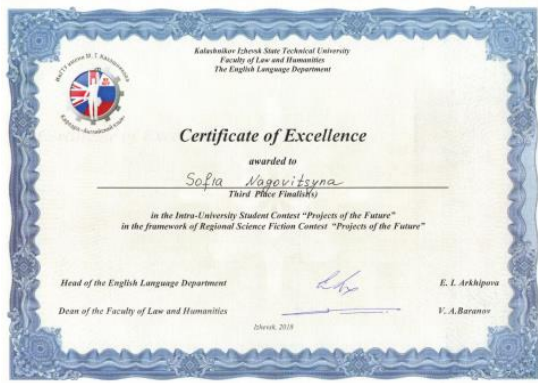 Kalashnikov Izhevsk State Technical University
Faculty of Law and Humanities
The English Language Department
Certificate of Excellence
awarded to
Sofia Nagovitsyna
Third Place Finalist(s)
in the Intra-University Student Contest “Projects of the Future”
in the framework of Regional Science Fiction Contest “Projects of the Future”
Head of the English Language Department E. I. Arkhipova
Dean of the Faculty of Law and Humanities V. A.Baranov
Izhevsk, 2018